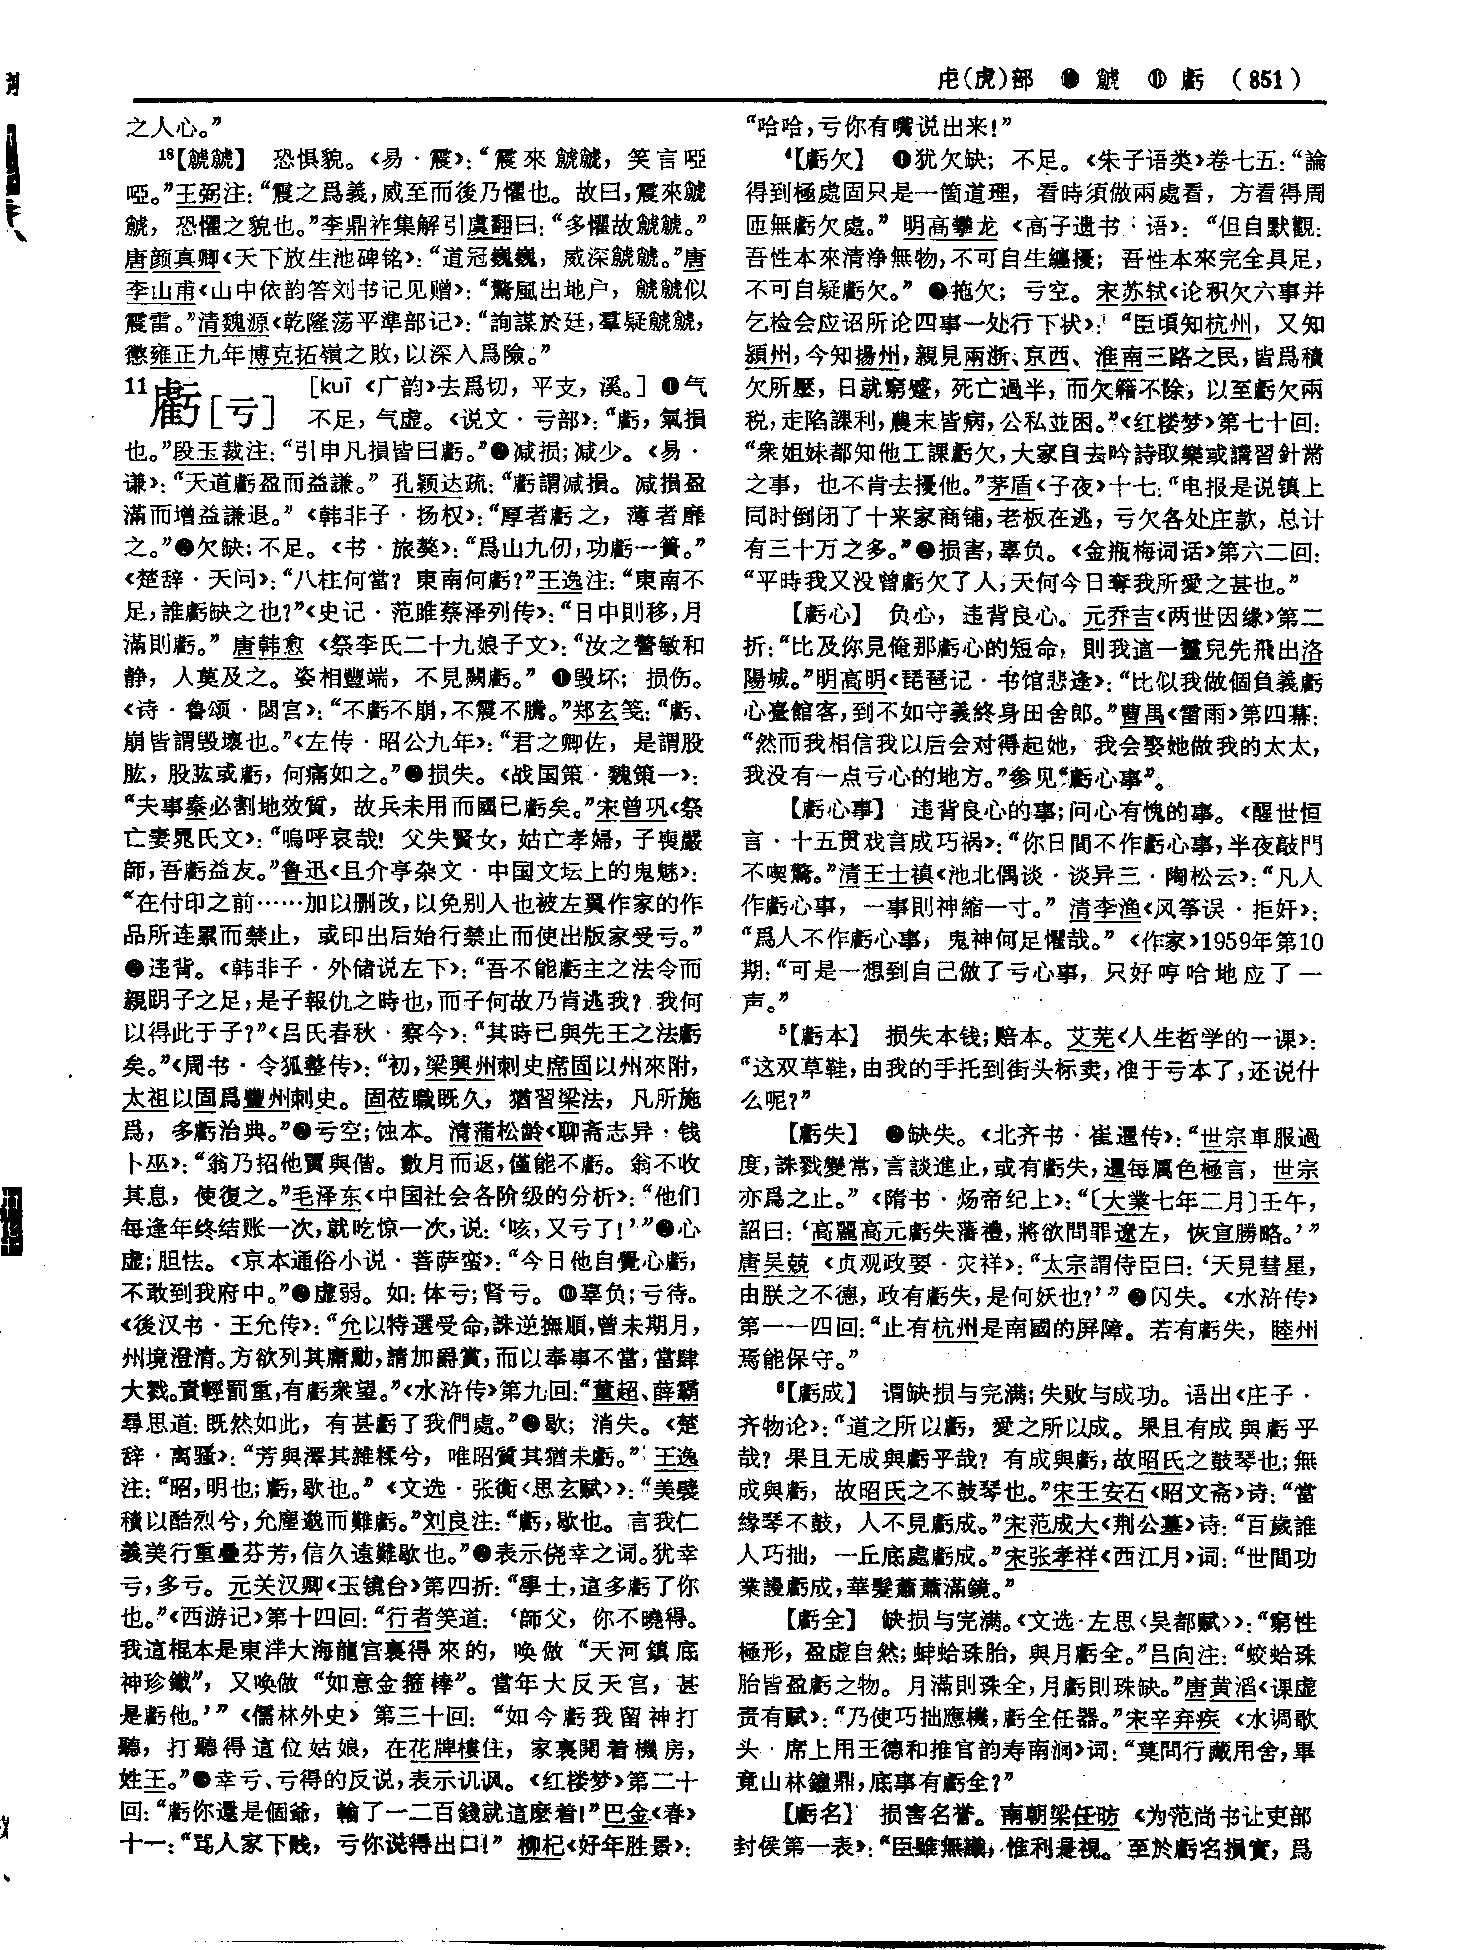 虍(虎)部 ⑩ 虩 ⑪ 虧 (851)
之人心。”
18【虩虩】 恐惧貌。《易·震》：“震來虩虩，笑言啞
啞。”王弼注：“震之爲義，威至而後乃懼也。故曰，震來虩
虩，恐懼之貌也。”李鼎祚集解引虞翻曰：“多懼故虩虩。”
唐颜真卿《天下放生池碑铭》：“道冠巍巍，威深虩虩。”唐
李山甫《山中依韵答刘书记见赠》：“驚風出地户，虩虩似
震雷。”清魏源《乾隆荡平準部记》：“詢謀於廷，羣疑虩虩，
懲雍正九年博克拓嶺之敗，以深入爲險。”
11虧[亏] [kuī 《广韵》去爲切，平支，溪。] ❶气
不足，气虚。《说文·亏部》：“虧，氣損
也。”段玉裁注：“引申凡損皆曰虧。”❷减损；减少。《易·
谦》：“天道虧盈而益謙。” 孔颖达疏：“虧謂减損。减損盈
滿而增益謙退。”《韩非子·扬权》：“厚者虧之，薄者靡
之。”❸欠缺；不足。《书·旅獒》：“爲山九仞，功虧一簣。”
《楚辞·天问》：“八柱何當？東南何虧？”王逸注：“東南不
足，誰虧缺之也？”《史记·范雎蔡泽列传》：“日中則移，月
滿則虧。” 唐韩愈《祭李氏二十九娘子文》：“汝之警敏和
静，人莫及之。姿相豐端，不見闕虧。” ❹毁坏；损伤。
《诗·鲁颂·閟宫》：“不虧不崩，不震不騰。”郑玄笺：“虧、
崩皆謂毁壞也。”《左传·昭公九年》：“君之卿佐，是謂股
肱，股肱或虧，何痛如之。”❺损失。《战国策·魏策一》：
“夫事秦必割地效質，故兵未用而國已虧矣。”宋曾巩《祭
亡妻晁氏文》：“嗚呼哀哉！父失賢女，姑亡孝婦，子喪嚴
師，吾虧益友。”鲁迅《且介亭杂文·中国文坛上的鬼魅》：
“在付印之前……加以删改，以免别人也被左翼作家的作
品所连累而禁止，或印出后始行禁止而使出版家受亏。”
❻违背。《韩非子·外储说左下》：“吾不能虧主之法令而
親跀子之足，是子報仇之時也，而子何故乃肯逃我？我何
以得此于子？”《吕氏春秋·察今》：“其時已與先王之法虧
矣。”《周书·令狐整传》：“初，梁興州刺史席固以州來附，
太祖以固爲豐州刺史。固莅職既久，猶習梁法，凡所施
爲，多虧治典。”❼亏空；蚀本。清蒲松龄《聊斋志异·钱
卜巫》：“翁乃招他賈與偕。數月而返，僅能不虧。翁不收
其息，使復之。”毛泽东《中国社会各阶级的分析》：“他们
每逢年终结账一次，就吃惊一次，说：‘咳，又亏了！’”❽心
虚；胆怯。《京本通俗小说·菩萨蛮》：“今日他自覺心虧，
不敢到我府中。”❾虚弱。如：体亏；肾亏。❿辜负；亏待。
《後汉书·王允传》：“允以特選受命，誅逆撫順，曾未期月，
州境澄清。方欲列其庸勳，請加爵賞，而以奉事不當，當肆
大戮。責輕罰重，有虧衆望。”《水浒传》第九回：“董超、薛霸
尋思道：既然如此，有甚虧了我們處。”⓫歇；消失。《楚
辞·离骚》：“芳與澤其雜糅兮，唯昭質其猶未虧。” 王逸
注：“昭，明也；虧，歇也。”《文选·张衡〈思玄赋〉》：“美襞
積以酷烈兮，允塵邈而難虧。”刘良注：“虧，歇也。言我仁
義美行重疊芬芳，信久遠難歇也。”⓬表示侥幸之词。犹幸
亏，多亏。元关汉卿《玉镜台》第四折：“學士，這多虧了你
也。”《西游记》第十四回：“行者笑道：‘師父，你不曉得。
我這棍本是東洋大海龍宫裏得來的，唤做“天河鎮底
神珍鐵”，又唤做“如意金箍棒”。當年大反天宫，甚
是虧他。’”《儒林外史》第三十回：“如今虧我留神打
聽，打聽得這位姑娘，在花牌樓住，家裏開着機房，
姓王。”⓭幸亏、亏得的反说，表示讥讽。《红楼梦》第二十
回：“虧你還是個爺，輸了一二百錢就這麽着！”巴金《春》
十一：“骂人家下贱，亏你说得出口！” 柳杞《好年胜景》：
“哈哈，亏你有嘴说出来！”
4【虧欠】 ❶犹欠缺；不足。《朱子语类》卷七五：“論
得到極處固只是一箇道理，看時須做兩處看，方看得周
匝無虧欠處。” 明高攀龙《高子遗书·语》：“但自默觀：
吾性本來清净無物，不可自生纏擾；吾性本來完全具足，
不可自疑虧欠。” ❷拖欠；亏空。宋苏轼《论积欠六事并
乞检会应诏所论四事一处行下状》：“臣頃知杭州，又知
潁州，今知揚州，親見兩浙、京西、淮南三路之民，皆爲積
欠所壓，日就窮蹙，死亡過半，而欠籍不除，以至虧欠兩
税，走陷課利，農末皆病，公私並困。”《红楼梦》第七十回：
“衆姐妹都知他工課虧欠，大家自去吟詩取樂或講習針黹
之事，也不肯去擾他。”茅盾《子夜》十七：“电报是说镇上
同时倒闭了十来家商铺，老板在逃，亏欠各处庄款，总计
有三十万之多。”❸损害，辜负。《金瓶梅词话》第六二回：
“平時我又没曾虧欠了人，天何今日奪我所愛之甚也。”
【虧心】 负心，违背良心。元乔吉《两世因缘》第二
折：“比及你見俺那虧心的短命，則我這一靈兒先飛出洛
陽城。”明高明《琵琶记·书馆悲逢》：“比似我做個負義虧
心臺館客，到不如守義終身田舍郎。”曹禺《雷雨》第四幕：
“然而我相信我以后会对得起她，我会娶她做我的太太，
我没有一点亏心的地方。”参见“虧心事”。
【虧心事】 违背良心的事；问心有愧的事。《醒世恒
言·十五贯戏言成巧祸》：“你日間不作虧心事，半夜敲門
不喫驚。”清王士禛《池北偶谈·谈异三·陶松云》：“凡人
作虧心事，一事則神縮一寸。” 清李渔《风筝误·拒奸》：
“爲人不作虧心事，鬼神何足懼哉。”《作家》1959年第10
期：“可是一想到自己做了亏心事，只好哼哈地应了一
声。”
5【虧本】 损失本钱；赔本。艾芜《人生哲学的一课》：
“这双草鞋，由我的手托到街头标卖，准于亏本了，还说什
么呢？”
【虧失】 ❶缺失。《北齐书·崔暹传》：“世宗車服過
度，誅戮變常，言談進止，或有虧失，暹每厲色極言，世宗
亦爲之止。”《隋书·炀帝纪上》：“〔大業七年二月〕壬午，
詔曰：‘高麗高元虧失藩禮，將欲問罪遼左，恢宣勝略。’”
唐吴兢《贞观政要·灾祥》：“太宗謂侍臣曰：‘天見彗星，
由朕之不德，政有虧失，是何妖也？’”❷闪失。《水浒传》
第一一四回：“止有杭州是南國的屏障。若有虧失，睦州
焉能保守。”
6【虧成】 谓缺损与完满；失败与成功。语出《庄子·
齐物论》：“道之所以虧，愛之所以成。果且有成與虧乎
哉？果且无成與虧乎哉？有成與虧，故昭氏之鼓琴也；無
成與虧，故昭氏之不鼓琴也。”宋王安石《昭文斋》诗：“當
緣琴不鼓，人不見虧成。”宋范成大《荆公墓》诗：“百歲誰
人巧拙，一丘底處虧成。”宋张孝祥《西江月》词：“世間功
業謾虧成，華髮蕭蕭滿鏡。”
【虧全】 缺损与完满。《文选·左思〈吴都赋〉》：“窮性
極形，盈虚自然；蚌蛤珠胎，與月虧全。”吕向注：“蛟蛤珠
胎皆盈虧之物。月滿則珠全，月虧則珠缺。”唐黄滔《课虚
责有赋》：“乃使巧拙應機，虧全任器。”宋辛弃疾《水调歌
头·席上用王德和推官韵寿南涧》词：“莫問行藏用舍，畢
竟山林鐘鼎，底事有虧全？”
【虧名】 损害名誉。南朝梁任昉《为范尚书让吏部
封侯第一表》：“臣雖無識，惟利是視。至於虧名損實，爲